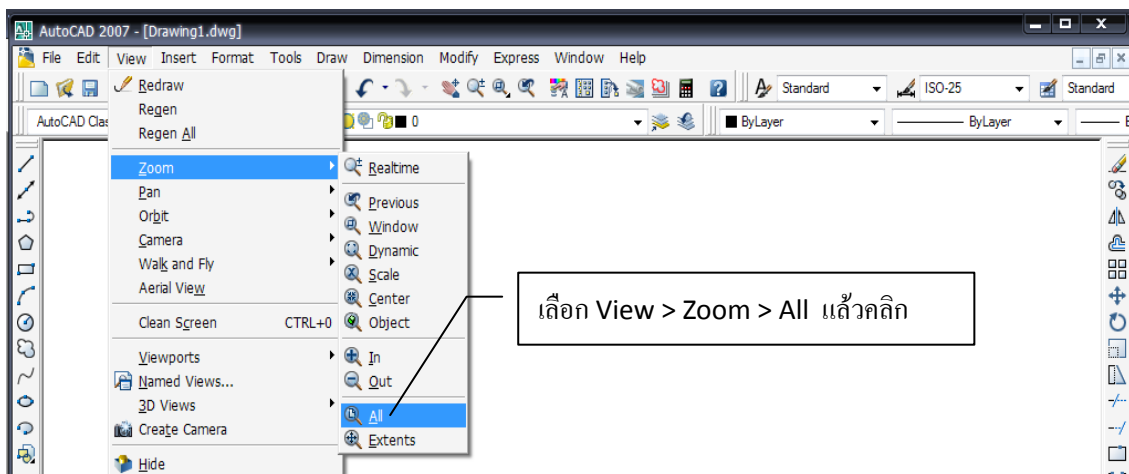 AutoCAD 2007 - [Drawing1.dwg]
File Edit View Insert Format Tools Draw Dimension Modify Express Window Help
Standard ISO-25 Standard
AutoCAD Clas 0 ByLayer ByLayer
Redraw
Regen
Regen All
Zoom
Pan
Orbit
Camera
Walk and Fly
Aerial View
Clean Screen CTRL+0
Viewports
Named Views...
3D Views
Create Camera
Hide
Realtime
Previous
Window
Dynamic
Scale
Center
Object
In
Out
All
Extents
เลือก View > Zoom > All แล้วคลิก